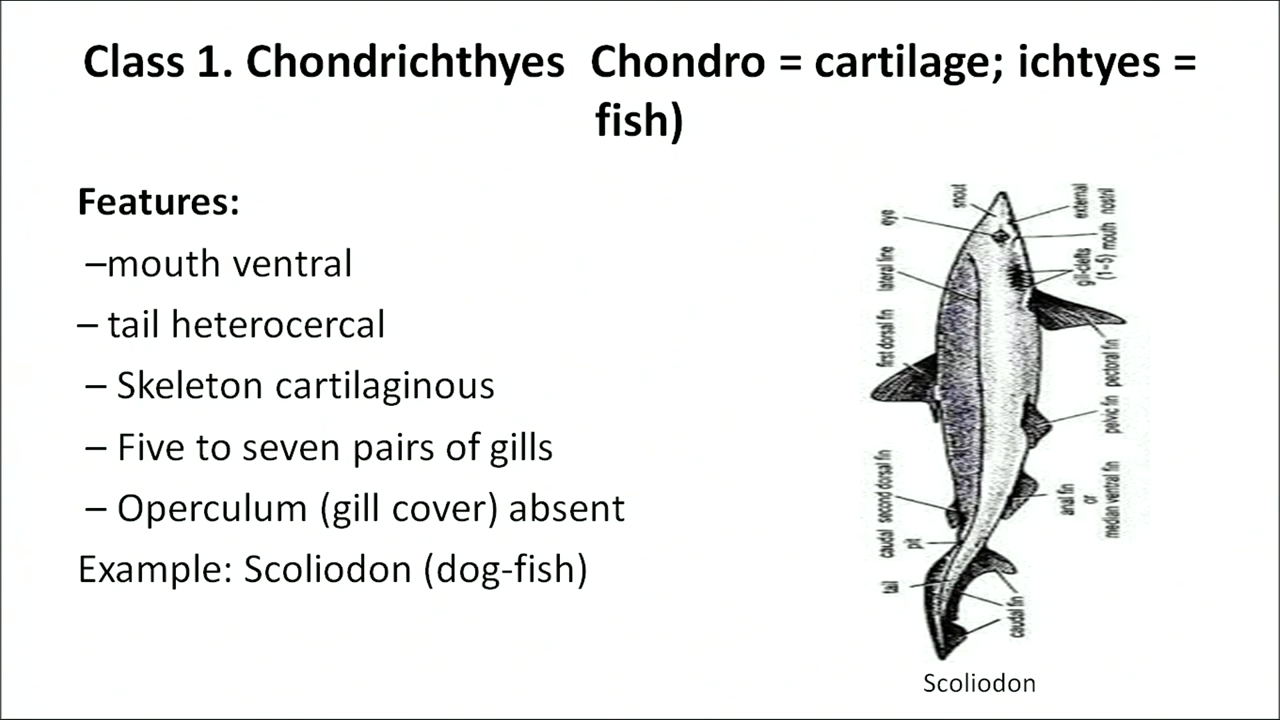 Class 1. Chondrichthyes  Chondro = cartilage; ichtyes =
fish)
Features:
–mouth ventral
– tail heterocercal
– Skeleton cartilaginous
– Five to seven pairs of gills
– Operculum (gill cover) absent
Example: Scoliodon (dog-fish)
snout
eye
lateral line
first dorsal fin
second dorsal fin
caudal
pit
tail
external
nostril
mouth
gill-clefts
(1–5)
pectoral fin
pelvic fin
anal fin
or
median ventral fin
caudal fin
Scoliodon